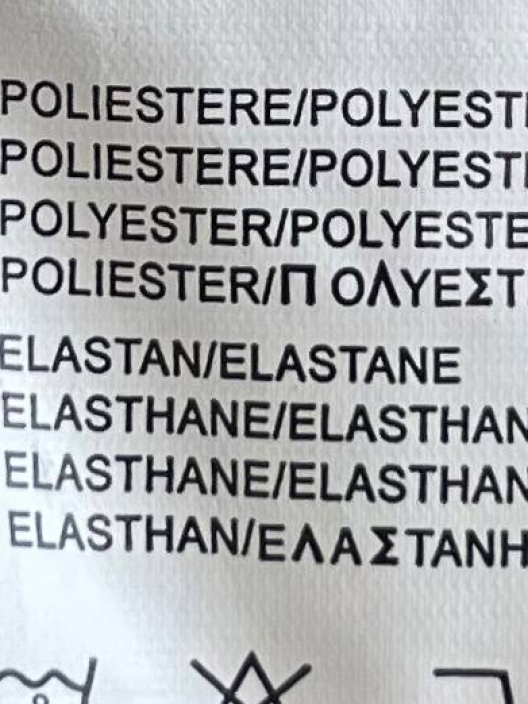 POLIESTERE/POLYEST
POLIESTERE/POLYEST
POLYESTER/POLYESTE
POLIESTER/Π ΟΛΥΕΣΤ
ELASTAN/ELASTANE
ELASTHANE/ELASTHAN
ELASTHANE/ELASTHAN
ELASTHAN/ΕΛΑΣΤΑΝΗ